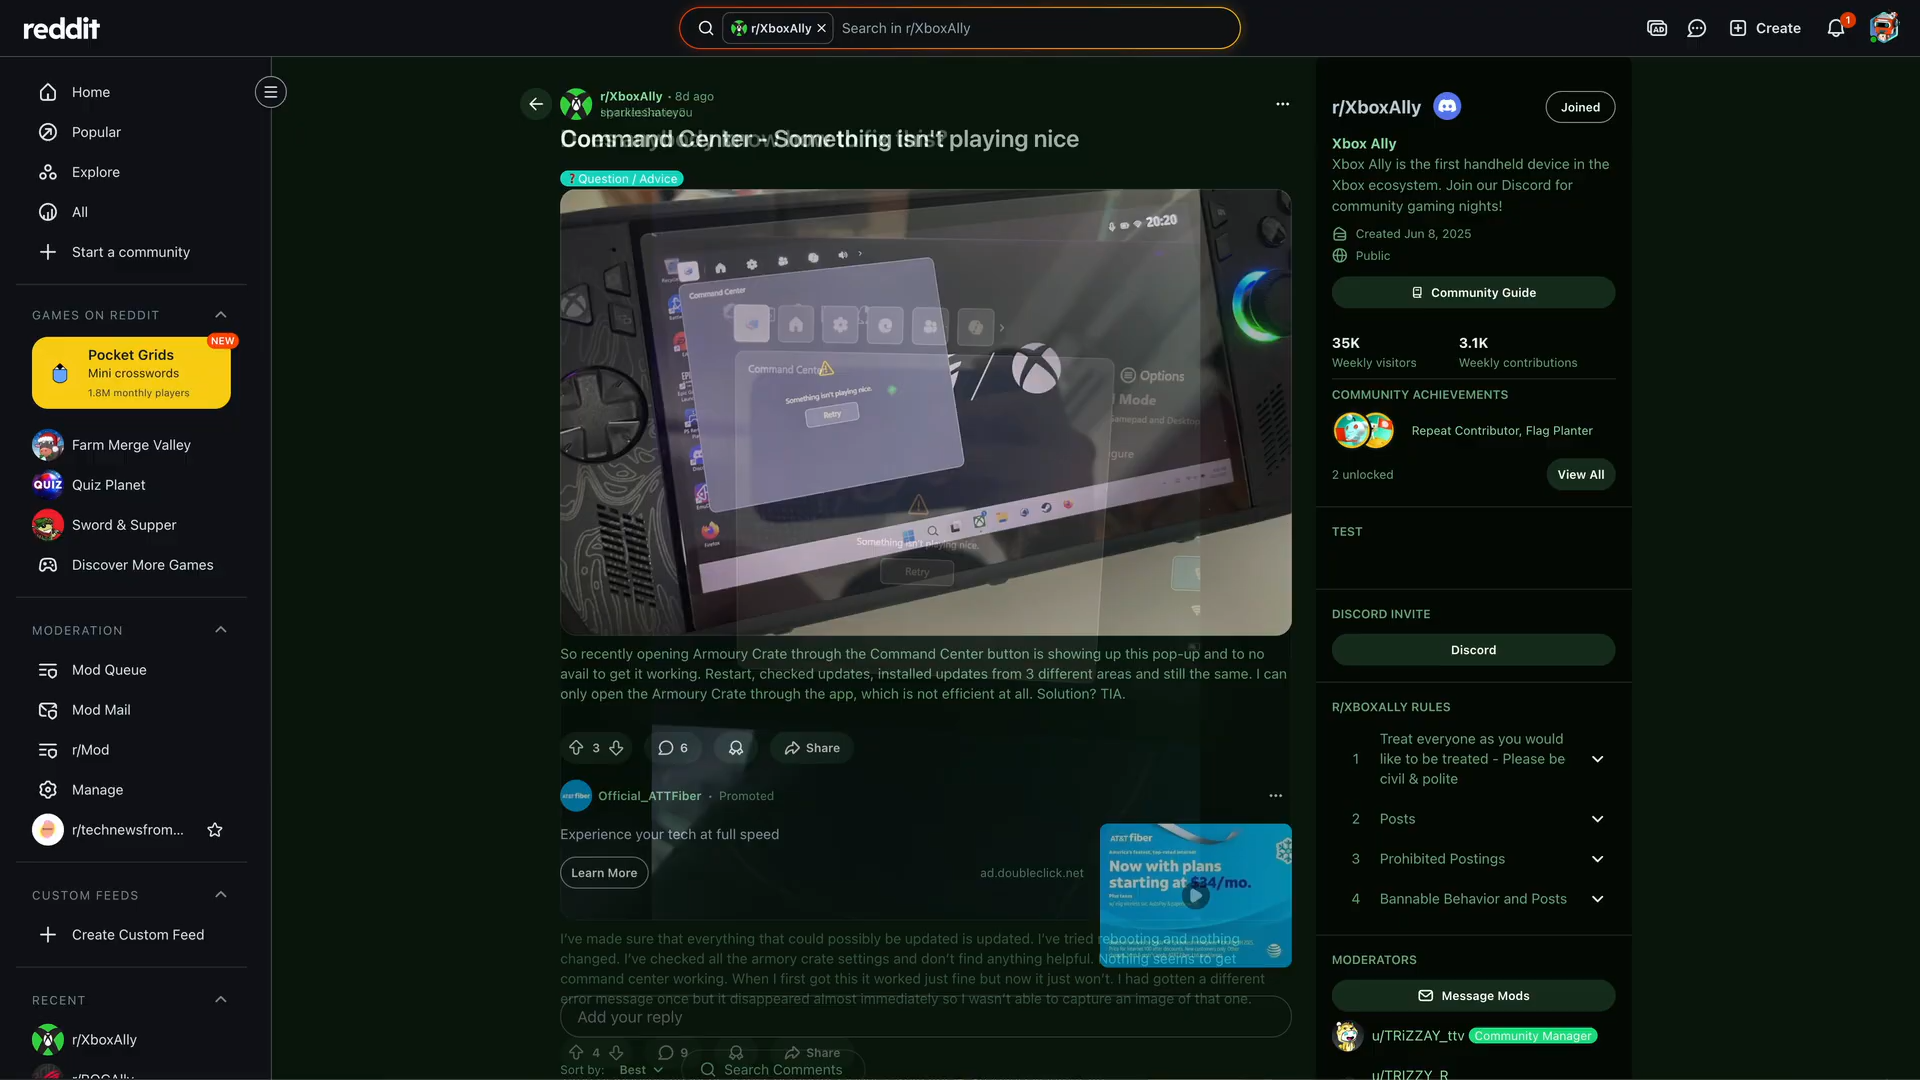 reddit
r/XboxAlly
Search in r/XboxAlly
Create
1
Home
Popular
Explore
All
Start a community
GAMES ON REDDIT
NEW
Pocket Grids
Mini crosswords
1.8M monthly players
Farm Merge Valley
QUIZ
Quiz Planet
Sword & Supper
Discover More Games
MODERATION
Mod Queue
Mod Mail
r/Mod
Manage
r/technewsfrom...
CUSTOM FEEDS
Create Custom Feed
RECENT
r/XboxAlly
r/XboxAlly • 8d ago
Command Center - Something isn't playing nice
Question / Advice
20:20
Command Center
Something isn't playing nice.
Retry
Command Center
Options
Mode
Something isn't playing nice.
Retry
Firefox
So recently opening Armoury Crate through the Command Center button is showing up this pop-up and to no
avail to get it working. Restart, checked updates, installed updates from 3 different areas and still the same. I can
only open the Armoury Crate through the app, which is not efficient at all. Solution? TIA.
3
6
Share
Official_ATTFiber • Promoted
Experience your tech at full speed
Learn More
ad.doubleclick.net
AT&T fiber
Now with plans
starting at $34/mo.
I've made sure that everything that could possibly be updated is updated. I've tried rebooting and nothing
changed. I've checked all the armory crate settings and don't find anything helpful. Nothing seems to get
command center working. When I first got this it worked just fine but now it just won't. I had gotten a different
error message once but it disappeared almost immediately so I wasn't able to capture an image of that one.
Add your reply
4
9
Share
Sort by: Best
Search Comments
r/XboxAlly
Joined
Xbox Ally
Xbox Ally is the first handheld device in the
Xbox ecosystem. Join our Discord for
community gaming nights!
Created Jun 8, 2025
Public
Community Guide
35K
3.1K
Weekly visitors
Weekly contributions
COMMUNITY ACHIEVEMENTS
Repeat Contributor, Flag Planter
2 unlocked
View All
TEST
DISCORD INVITE
Discord
R/XBOXALLY RULES
1
Treat everyone as you would
like to be treated - Please be
civil & polite
2 Posts
3 Prohibited Postings
4 Bannable Behavior and Posts
MODERATORS
Message Mods
u/TRiZZAY_ttv Community Manager
u/TRIZZY_R